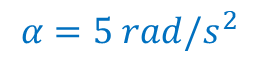 α = 5 rad/s²